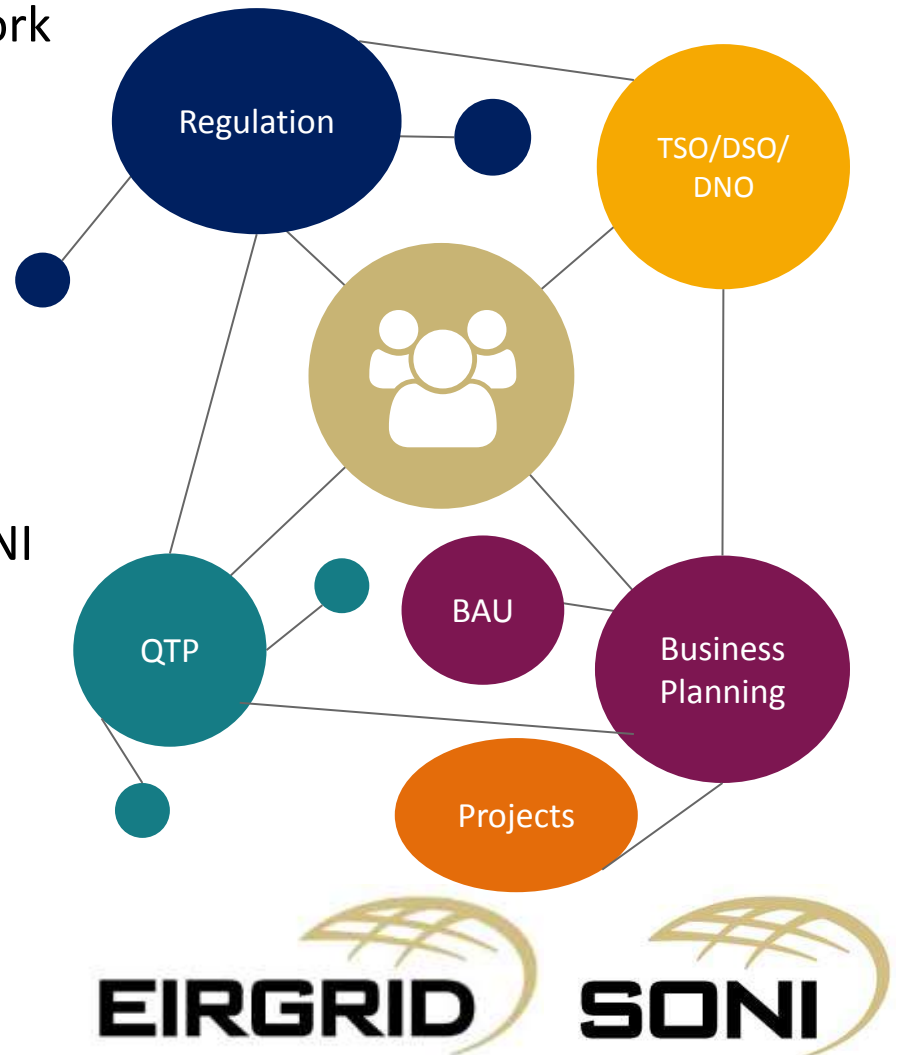 ork
Regulation
TSO/DSO/
DNO
NI
BAU
QTP
Business
Planning
Projects
EIRGRID
SONI